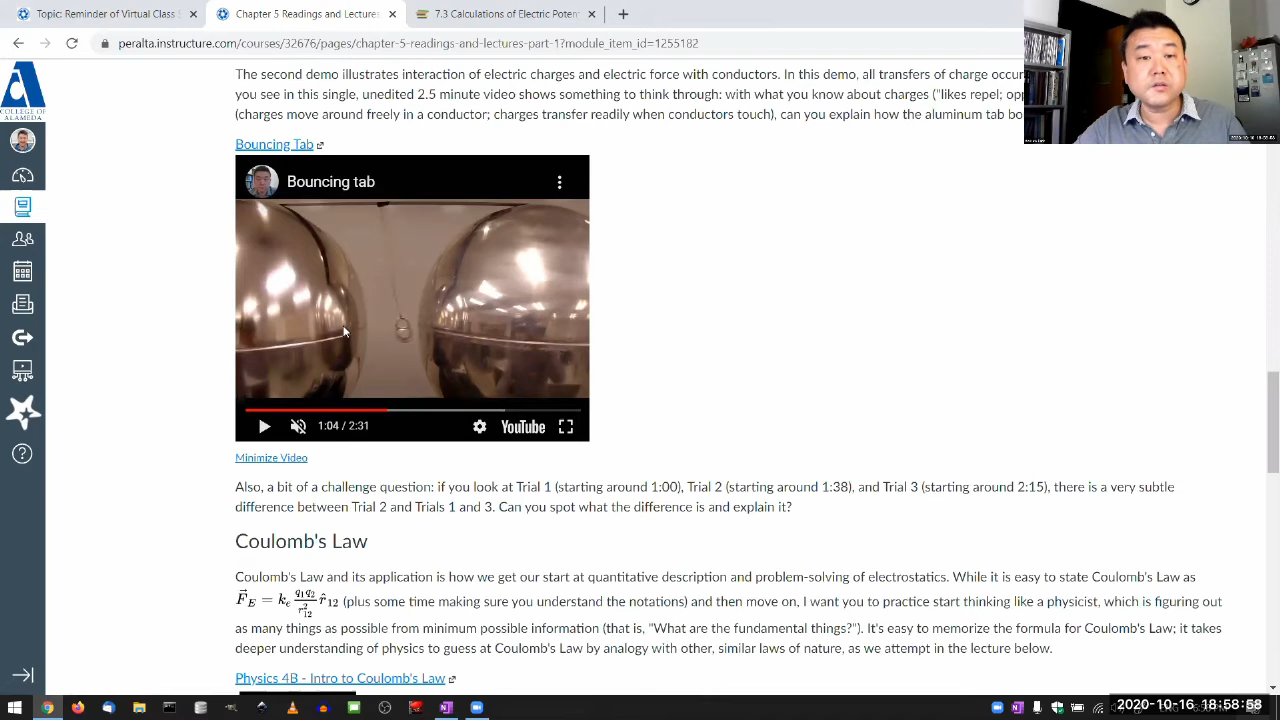 Topic: Reminder of Virtual Class S
Chapter 5 Readings and Lectures
7.3 Calculations of Electric Poten
peralta.instructure.com/courses/32676/pages/chapter-5-readings-and-lectures-part-1?module_item_id=1255182
COLLEGE OF
ALAMEDA
The second demo illustrates interaction of electric charges and electric force with conductors. In this demo, all transfers of charge occur
you see in this single, unedited 2.5 minute video shows something to think through: with what you know about charges ("likes repel; opp
(charges move around freely in a conductor; charges transfer readily when conductors touch), can you explain how the aluminum tab bo
Bouncing Tab
Bouncing tab
1:04 / 2:31
YouTube
Minimize Video
Also, a bit of a challenge question: if you look at Trial 1 (starting around 1:00), Trial 2 (starting around 1:38), and Trial 3 (starting around 2:15), there is a very subtle
difference between Trial 2 and Trials 1 and 3. Can you spot what the difference is and explain it?
Coulomb's Law
Coulomb's Law and its application is how we get our start at quantitative description and problem-solving of electrostatics. While it is easy to state Coulomb's Law as
F⃗_E = k_e q₁q₂/r²₁₂ r̂₁₂ (plus some time making sure you understand the notations) and then move on, I want you to practice start thinking like a physicist, which is figuring out
as many things as possible from minimum possible information (that is, "What are the fundamental things?"). It's easy to memorize the formula for Coulomb's Law; it takes
deeper understanding of physics to guess at Coulomb's Law by analogy with other, similar laws of nature, as we attempt in the lecture below.
Physics 4B - Intro to Coulomb's Law
2020-10-16 18:58:58